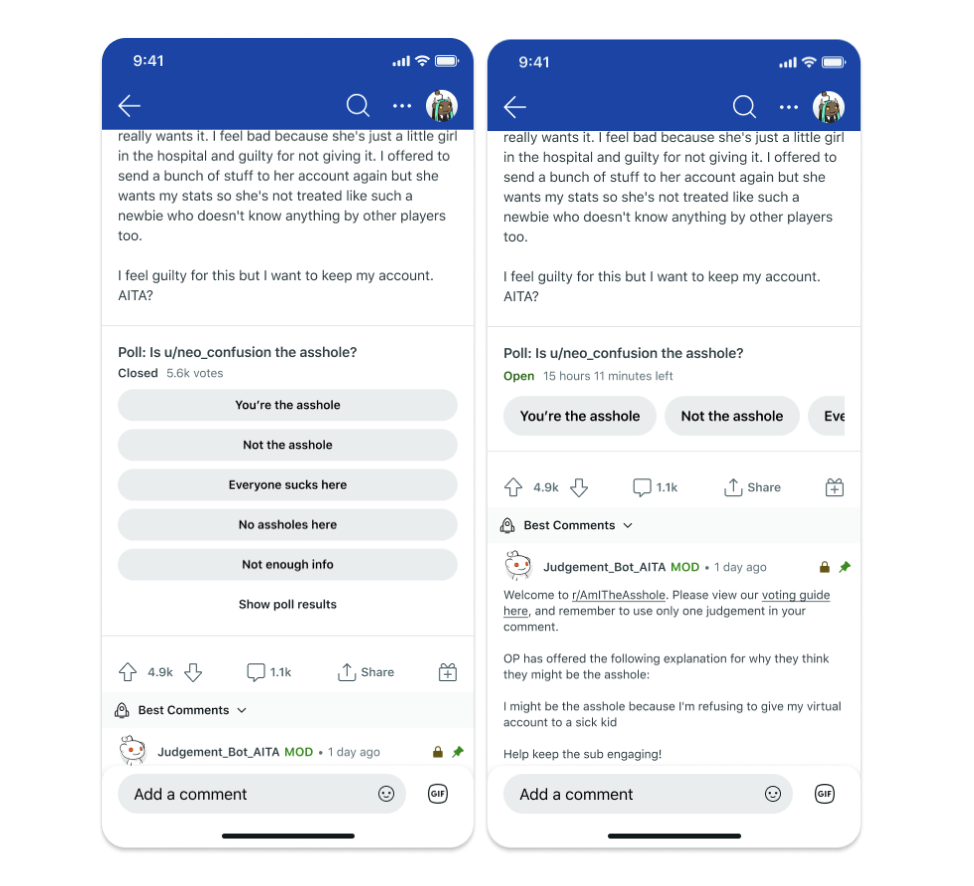 9:41
really wants it. I feel bad because she's just a little girl
in the hospital and guilty for not giving it. I offered to
send a bunch of stuff to her account again but she
wants my stats so she's not treated like such a
newbie who doesn't know anything by other players
too.
I feel guilty for this but I want to keep my account.
AITA?
Poll: Is u/neo_confusion the asshole?
Closed 5.6k votes
You're the asshole
Not the asshole
Everyone sucks here
No assholes here
Not enough info
Show poll results
4.9k 1.1k Share
Best Comments
Judgement_Bot_AITA MOD • 1 day ago
Add a comment GIF
9:41
really wants it. I feel bad because she's just a little girl
in the hospital and guilty for not giving it. I offered to
send a bunch of stuff to her account again but she
wants my stats so she's not treated like such a
newbie who doesn't know anything by other players
too.
I feel guilty for this but I want to keep my account.
AITA?
Poll: Is u/neo_confusion the asshole?
Open 15 hours 11 minutes left
You're the asshole Not the asshole Eve
4.9k 1.1k Share
Best Comments
Judgement_Bot_AITA MOD • 1 day ago
Welcome to r/AmITheAsshole. Please view our voting guide
here, and remember to use only one judgement in your
comment.
OP has offered the following explanation for why they think
they might be the asshole:
I might be the asshole because I'm refusing to give my virtual
account to a sick kid
Help keep the sub engaging!
Add a comment GIF